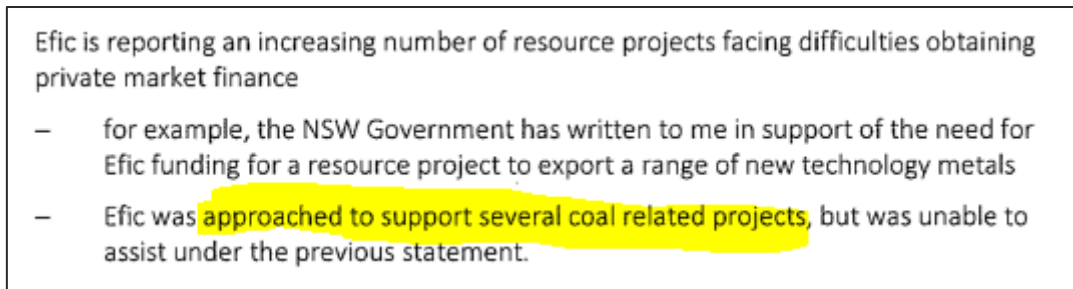 Efic is reporting an increasing number of resource projects facing difficulties obtaining
private market finance
– for example, the NSW Government has written to me in support of the need for
Efic funding for a resource project to export a range of new technology metals
– Efic was approached to support several coal related projects, but was unable to
assist under the previous statement.